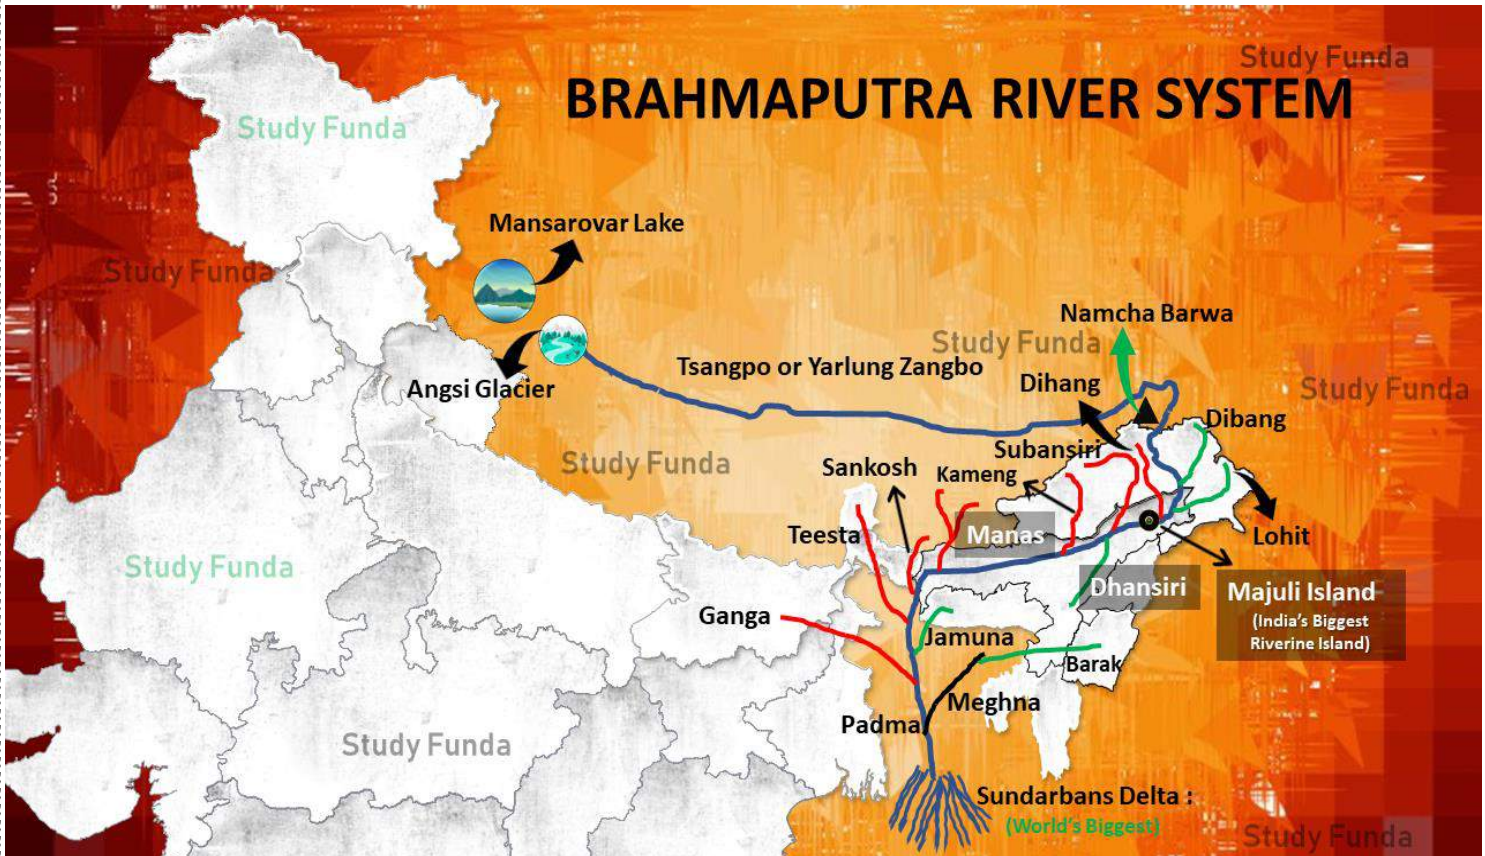 Study Funda
BRAHMAPUTRA RIVER SYSTEM
Study Funda
Mansarovar Lake
Study Funda
Namcha Barwa
Study Funda
Tsangpo or Yarlung Zangbo
Dihang
Angsi Glacier
Study Funda
Dibang
Subansiri
Study Funda
Sankosh
Kameng
Teesta
Manas
Lohit
Study Funda
Dhansiri
Majuli Island
(India's Biggest
Riverine Island)
Ganga
Jamuna
Barak
Meghna
Padma
Study Funda
Sundarbans Delta :
(World's Biggest)
Study Funda